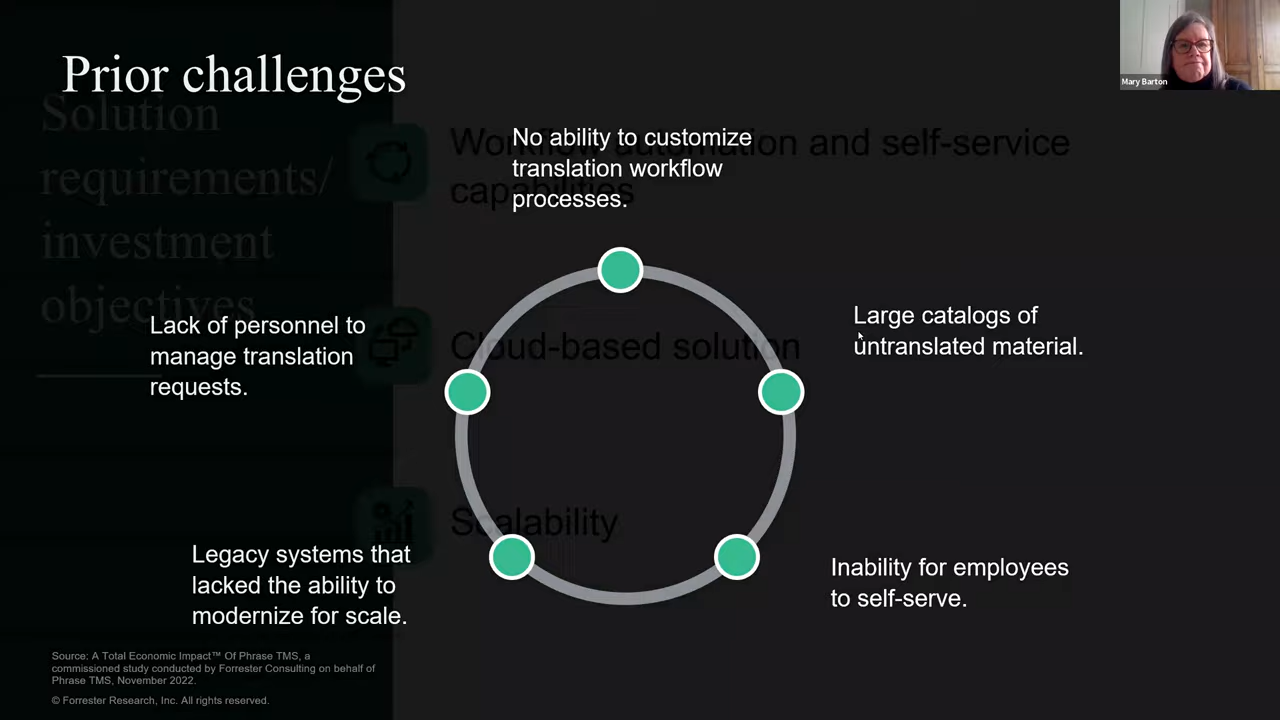 Prior challenges
Mary Barton
Solution
requirements/
investment
objectives
Workflow automation and self-service
capabilities
Cloud-based solution
Scalability
No ability to customize
translation workflow
processes.
Large catalogs of
untranslated material.
Inability for employees
to self-serve.
Legacy systems that
lacked the ability to
modernize for scale.
Lack of personnel to
manage translation
requests.
Source: A Total Economic Impact™ Of Phrase TMS, a
commissioned study conducted by Forrester Consulting on behalf of
Phrase TMS, November 2022.
© Forrester Research, Inc. All rights reserved.